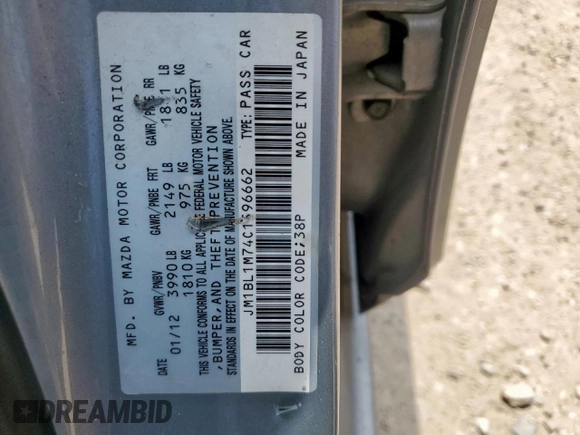 MFD. BY MAZDA MOTOR CORPORATION
DATE GVWR/PNBV GAWR/PNBE FRT GAWR/PNBE RR
01/12 3990 LB 2149 LB LB
1810 KG 975 KG 835 KG
THIS VEHICLE CONFORMS TO ALL FEDERAL MOTOR VEHICLE SAFETY
, BUMPER, AND THEFT PREVENTION
STANDARDS IN EFFECT ON THE DATE OF MANUFACTURE SHOWN ABOVE.
TYPE: PASS CAR
BODY COLOR CODE;38P MADE IN JAPAN
DREAMBID